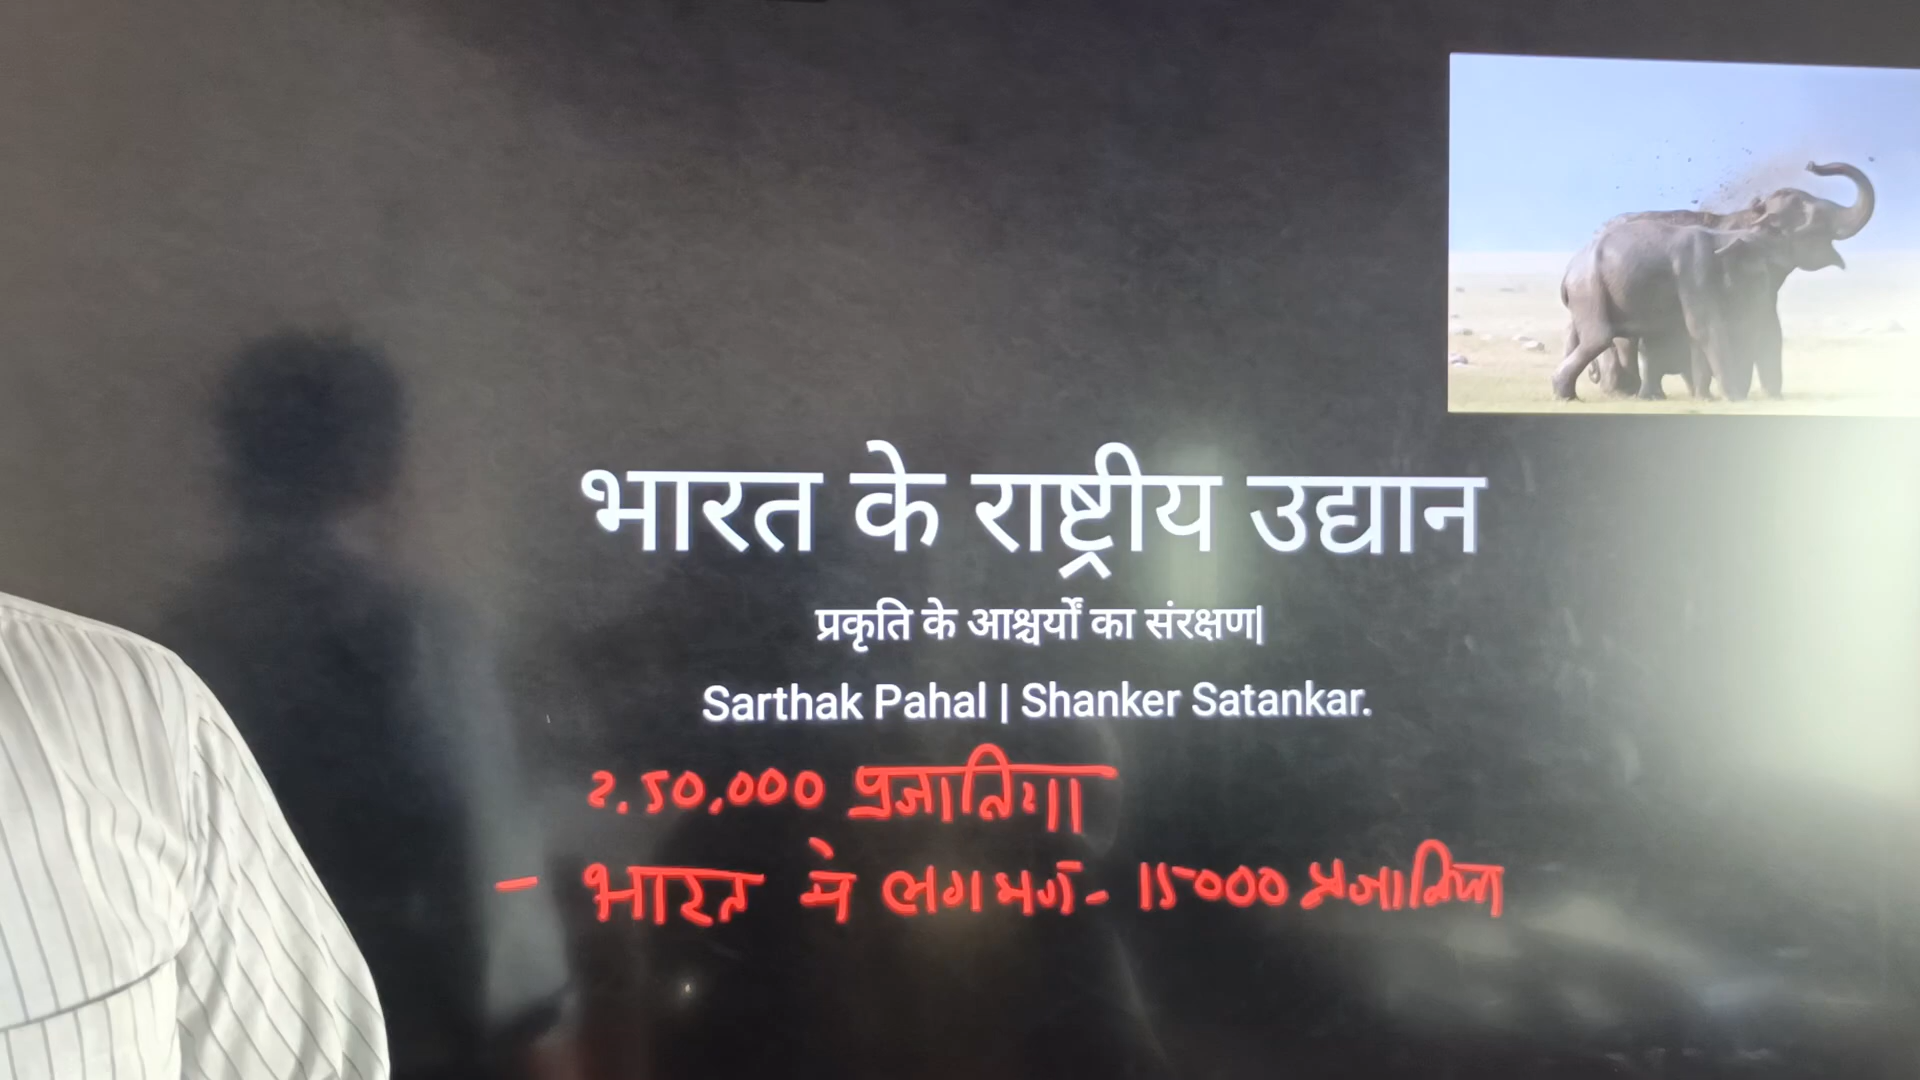 भारत के राष्ट्रीय उद्यान
प्रकृति के आश्चर्यों का संरक्षण|
Sarthak Pahal | Shanker Satankar.
2.50,000 प्रजातिया
- भारत मे लगभग - 15000 प्रजातिया